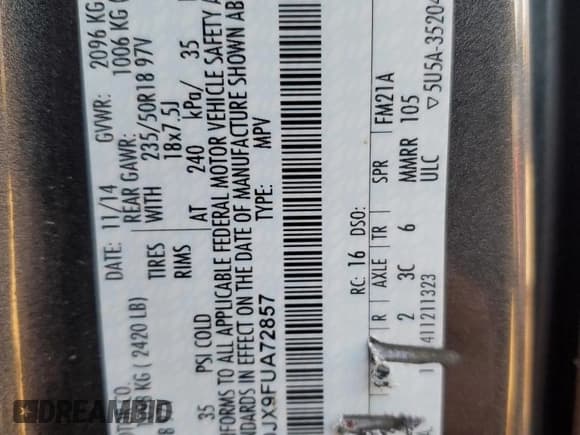 DATE: 11/14 GVWR: 2096 KG
KG ( 2420 LB) REAR GAWR: 1006 KG (
TIRES WITH 235/50R18 97V
RIMS 18x7.5J
35 PSI COLD AT 240 kPa/ 35
TO ALL APPLICABLE FEDERAL MOTOR VEHICLE SAFETY
IN EFFECT ON THE DATE OF MANUFACTURE SHOWN AB
JX9FUA72857 TYPE: MPV
RC: 16 DSO:
R AXLE TR SPR FM21A
2 3C 6 MMRR 105
411211323 ULC ▽5U5A-35204
DREAMBID